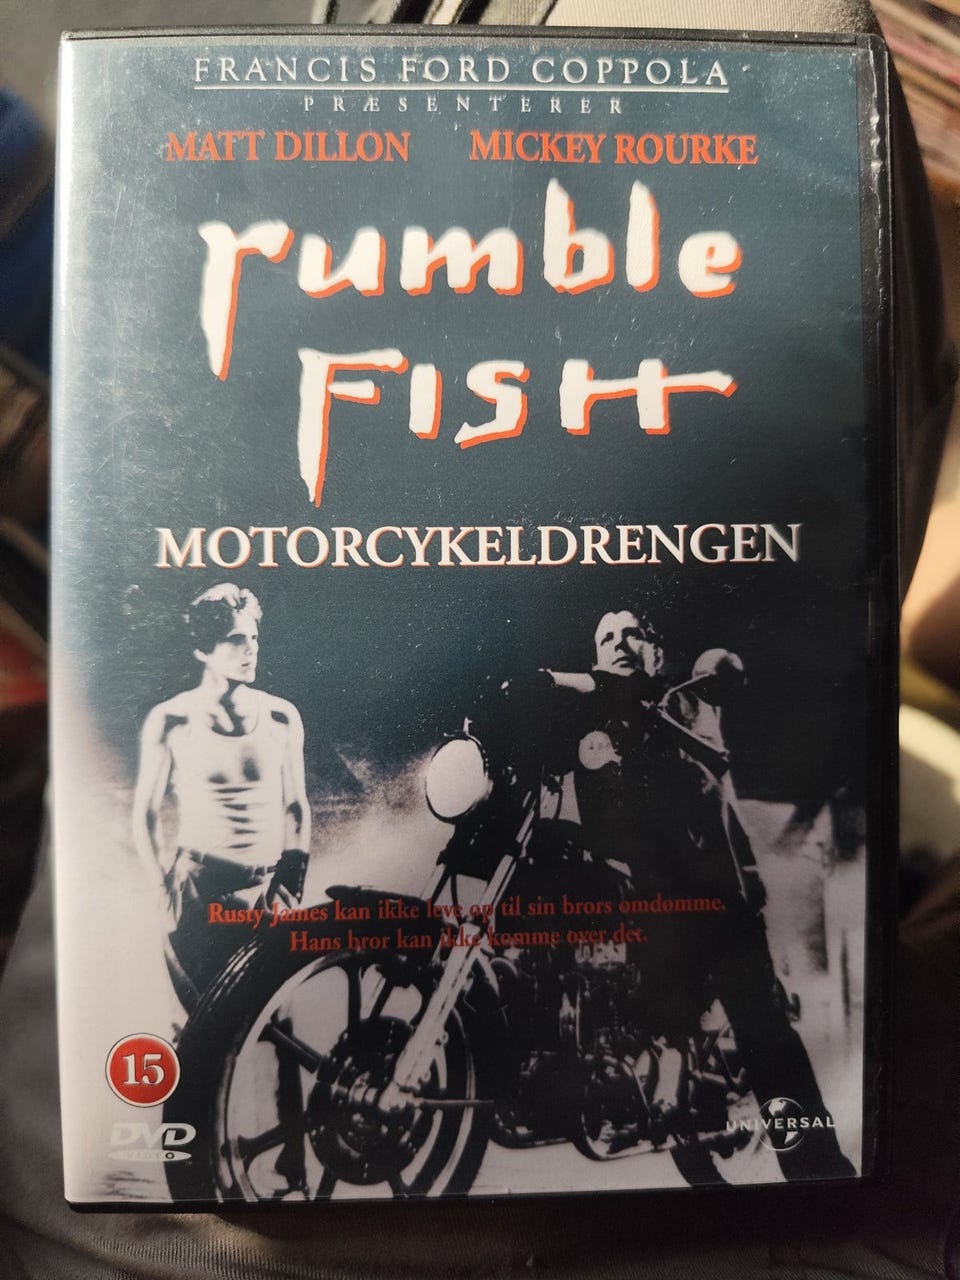 FRANCIS FORD COPPOLA
PRÆSENTERER
MATT DILLON MICKEY ROURKE
rumble
FISH
MOTORCYKELDRENGEN
Rusty James kan ikke leve op til sin brors omdømme.
Hans bror kan ikke komme over det.
15
DVD
VIDEO
UNIVERSAL